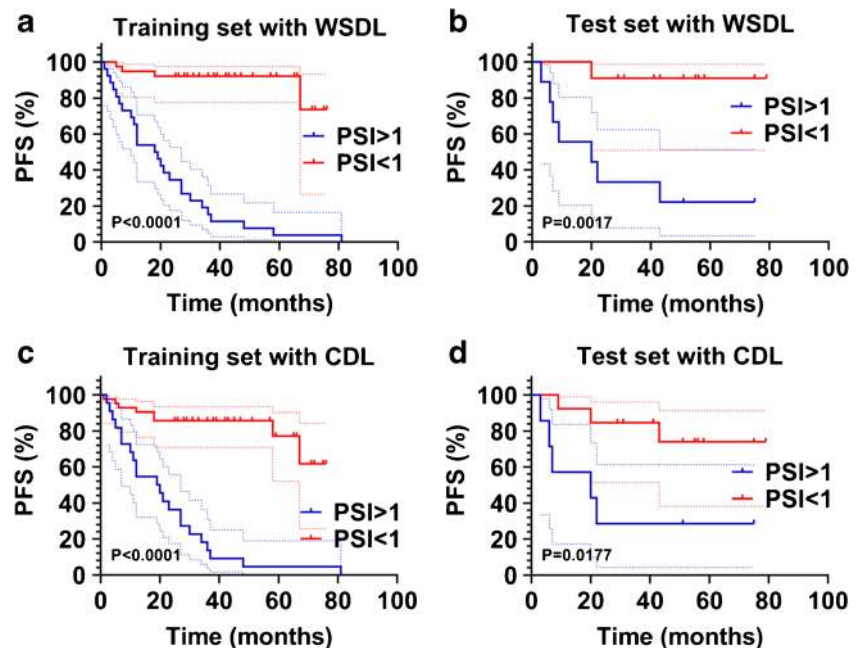 a Training set with WSDL
PFS (%)
100
80
60
40
20
0
PSI>1
PSI<1
P<0.0001
0 20 40 60 80 100
Time (months)
b Test set with WSDL
PFS (%)
100
80
60
40
20
0
PSI>1
PSI<1
P=0.0017
0 20 40 60 80 100
Time (months)
c Training set with CDL
PFS (%)
100
80
60
40
20
0
PSI>1
PSI<1
P<0.0001
0 20 40 60 80 100
Time (months)
d Test set with CDL
PFS (%)
100
80
60
40
20
0
PSI>1
PSI<1
P=0.0177
0 20 40 60 80 100
Time (months)